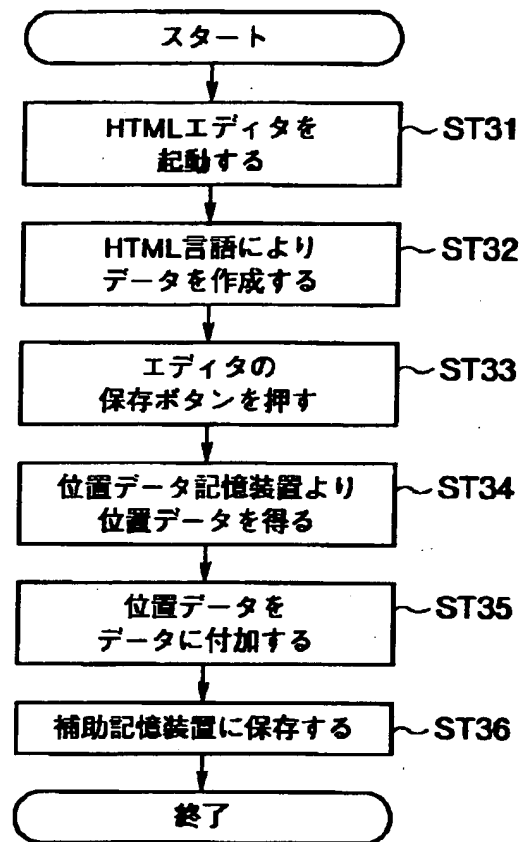 スタート
HTMLエディタを
起動する
ST31
HTML言語により
データを作成する
ST32
エディタの
保存ボタンを押す
ST33
位置データ記憶装置より
位置データを得る
ST34
位置データを
データに付加する
ST35
補助記憶装置に保存する
ST36
終了